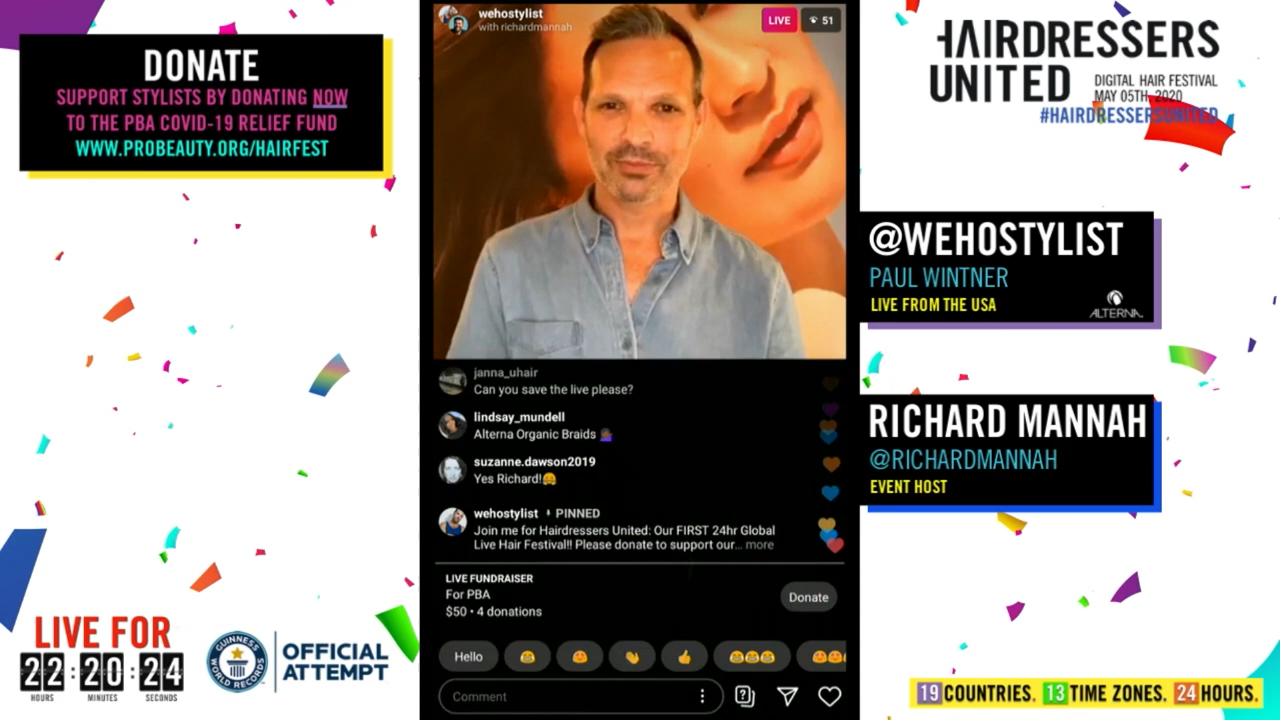 DONATE
SUPPORT STYLISTS BY DONATING NOW
TO THE PBA COVID-19 RELIEF FUND
WWW.PROBEAUTY.ORG/HAIRFEST
LIVE FOR
22:20:24
HOURS MINUTES SECONDS
GUINNESS WORLD RECORDS
OFFICIAL
ATTEMPT
wehostylist
with richardmannah
LIVE
51
janna_uhair
Can you save the live please?
lindsay_mundell
Alterna Organic Braids
suzanne.dawson2019
Yes Richard!
wehostylist PINNED
Join me for Hairdressers United: Our FIRST 24hr Global
Live Hair Festival!! Please donate to support our... more
LIVE FUNDRAISER
For PBA
$50 • 4 donations
Donate
Hello
Comment
HAIRDRESSERS
UNITED
DIGITAL HAIR FESTIVAL
MAY 05TH, 2020
#HAIRDRESSERSUNITED
@WEHOSTYLIST
PAUL WINTNER
LIVE FROM THE USA
ALTERNA
RICHARD MANNAH
@RICHARDMANNAH
EVENT HOST
19 COUNTRIES. 13 TIME ZONES. 24 HOURS.